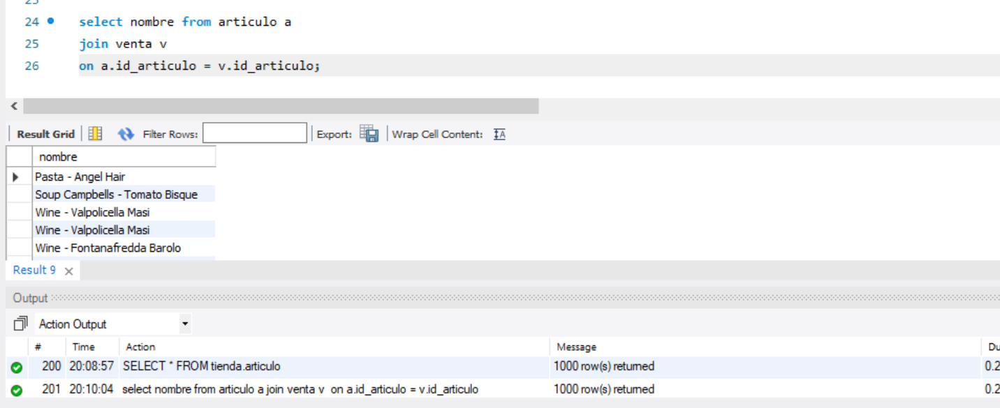 24 select nombre from articulo a
25 join venta v
26 on a.id_articulo = v.id_articulo;
Result Grid Filter Rows: Export: Wrap Cell Content: IA
nombre
Pasta - Angel Hair
Soup Campbells - Tomato Bisque
Wine - Valpolicella Masi
Wine - Valpolicella Masi
Wine - Fontanafredda Barolo
Result 9
Output
Action Output
# Time Action Message Du
200 20:08:57 SELECT * FROM tienda.articulo 1000 row(s) returned 0.2
201 20:10:04 select nombre from articulo a join venta v on a.id_articulo = v.id_articulo 1000 row(s) returned 0.2